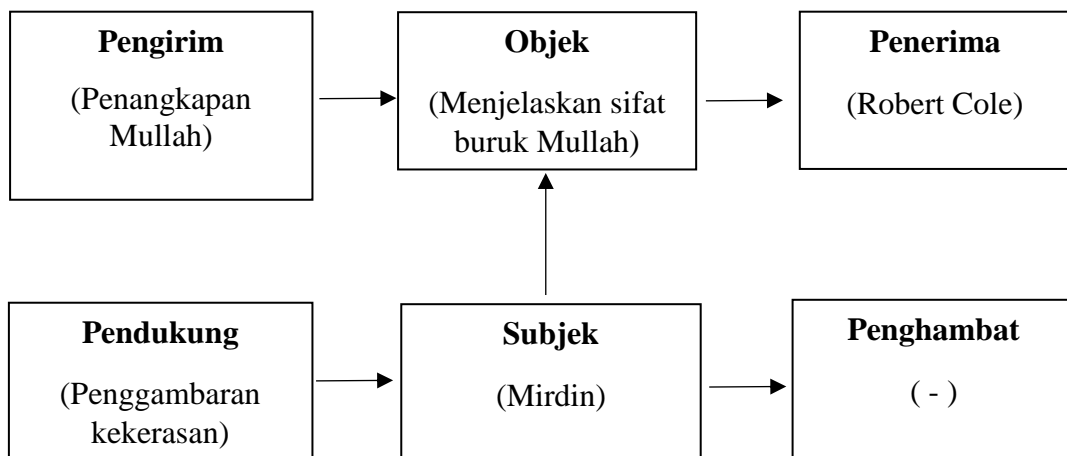 Pengirim
(Penangkapan
Mullah)
Objek
(Menjelaskan sifat
buruk Mullah)
Penerima
(Robert Cole)
Pendukung
(Penggambaran
kekerasan)
Subjek
(Mirdin)
Penghambat
( - )